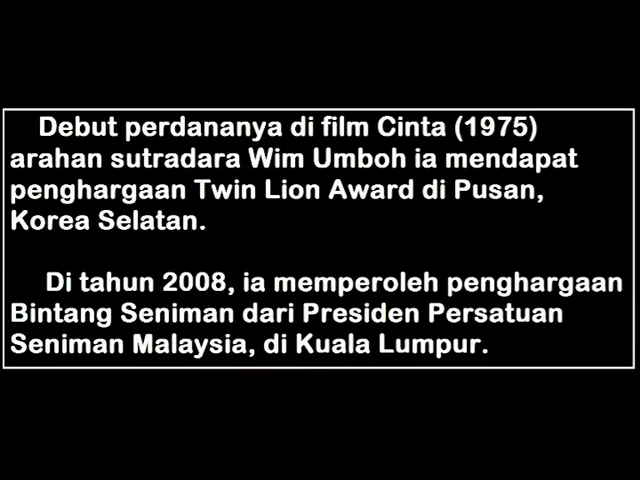 Debut perdananya di film Cinta (1975)
arahan sutradara Wim Umboh ia mendapat
penghargaan Twin Lion Award di Pusan,
Korea Selatan.
Di tahun 2008, ia memperoleh penghargaan
Bintang Seniman dari Presiden Persatuan
Seniman Malaysia, di Kuala Lumpur.